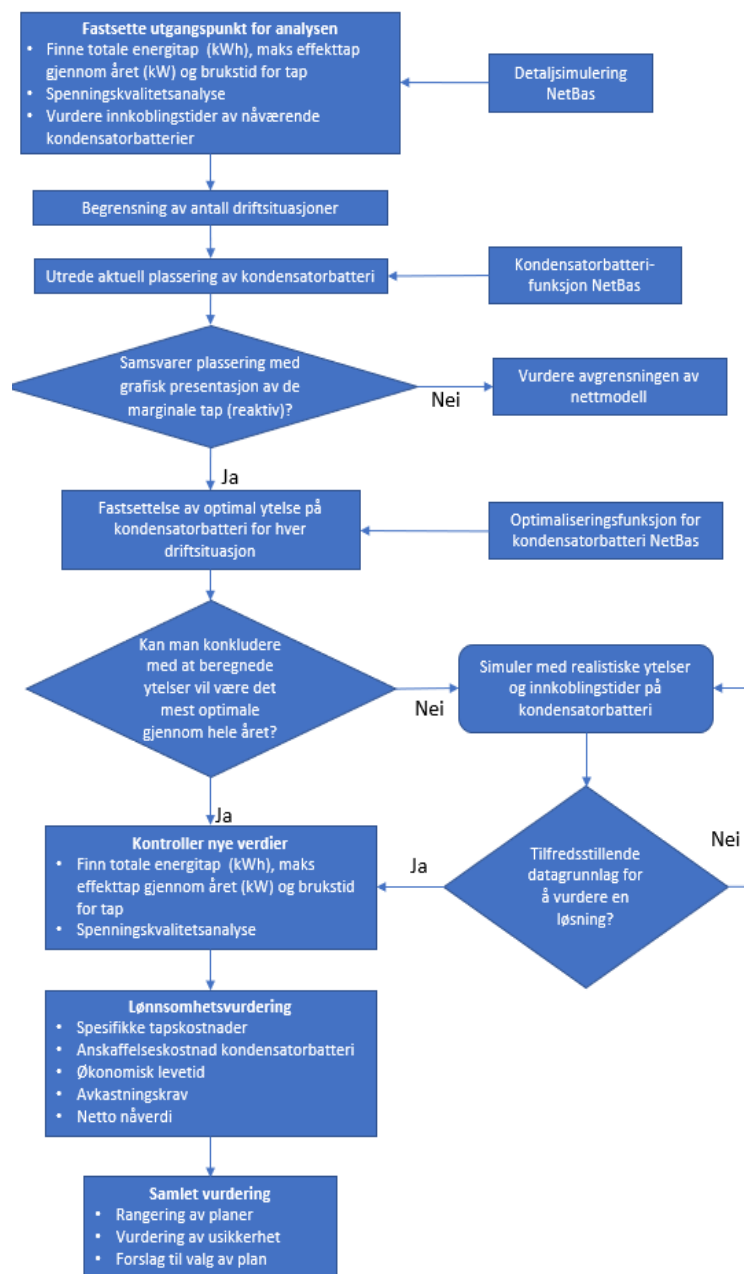 Fastsette utgangspunkt for analysen
• Finne totale energitap (kWh), maks effekttap
gjennom året (kW) og brukstid for tap
• Spenningskvalitetsanalyse
• Vurdere innkoblingstider av nåværende
kondensatorbatterier
Detaljsimulering
NetBas
Begrensning av antall driftsituasjoner
Utrede aktuell plassering av kondensatorbatteri
Kondensatorbatteri-
funksjon NetBas
Samsvarer plassering med
grafisk presentasjon av de
marginale tap (reaktiv)?
Nei
Vurdere avgrensningen av
nettmodell
Ja
Fastsettelse av optimal ytelse på
kondensatorbatteri for hver
driftsituasjon
Optimaliseringsfunksjon for
kondensatorbatteri NetBas
Kan man konkludere
med at beregnede
ytelser vil være det
mest optimale
gjennom hele året?
Nei
Simuler med realistiske ytelser
og innkoblingstider på
kondensatorbatteri
Ja
Kontroller nye verdier
• Finn totale energitap (kWh), maks
effekttap gjennom året (kW) og brukstid
for tap
• Spenningskvalitetsanalyse
Ja
Tilfredsstillende
datagrunnlag for
å vurdere en
løsning?
Nei
Lønnsomhetsvurdering
• Spesifikke tapskostnader
• Anskaffelseskostnad kondensatorbatteri
• Økonomisk levetid
• Avkastningskrav
• Netto nåverdi
Samlet vurdering
• Rangering av planer
• Vurdering av usikkerhet
• Forslag til valg av plan